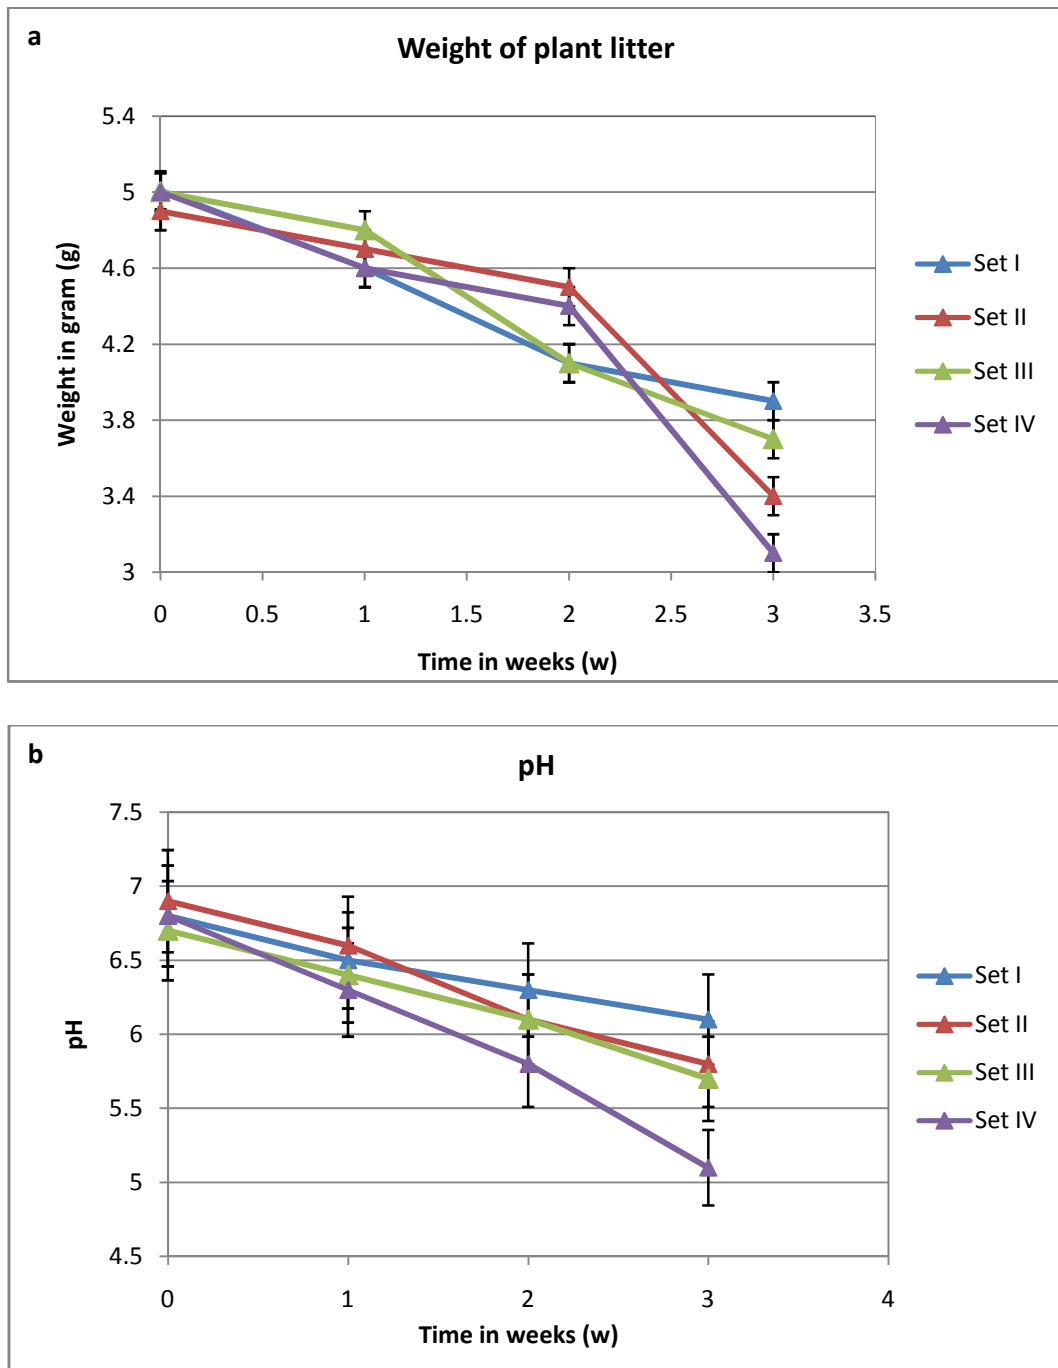 a
Weight of plant litter
5.4
5
4.6
4.2
3.8
3.4
3
Weight in gram (g)
0 0.5 1 1.5 2 2.5 3 3.5
Time in weeks (w)
Set I
Set II
Set III
Set IV
b
pH
7.5
7
6.5
6
5.5
5
4.5
pH
0 1 2 3 4
Time in weeks (w)
Set I
Set II
Set III
Set IV